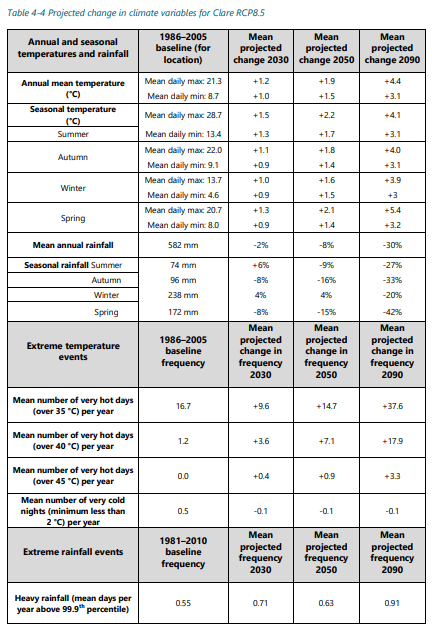 Table 4-4 Projected change in climate variables for Clare RCP8.5
Annual and seasonal temperatures and rainfall 1986–2005 baseline (for location) Mean projected change 2030 Mean projected change 2050 Mean projected change 2090
Annual mean temperature (°C) Mean daily max: 21.3 +1.2 +1.9 +4.4
Mean daily min: 8.7 +1.0 +1.5 +3.1
Seasonal temperature (°C) Mean daily max: 28.7 +1.5 +2.2 +4.1
Summer Mean daily min: 13.4 +1.3 +1.7 +3.1
Autumn Mean daily max: 22.0 +1.1 +1.8 +4.0
Mean daily min: 9.1 +0.9 +1.4 +3.1
Winter Mean daily max: 13.7 +1.0 +1.6 +3.9
Mean daily min: 4.6 +0.9 +1.5 +3
Spring Mean daily max: 20.7 +1.3 +2.1 +5.4
Mean daily min: 8.0 +0.9 +1.4 +3.2
Mean annual rainfall 582 mm -2% -8% -30%
Seasonal rainfall Summer 74 mm +6% -9% -27%
Autumn 96 mm -8% -16% -33%
Winter 238 mm 4% 4% -20%
Spring 172 mm -8% -15% -42%
Extreme temperature events 1986–2005 baseline frequency Mean projected change in frequency 2030 Mean projected change in frequency 2050 Mean projected change in frequency 2090
Mean number of very hot days (over 35 °C) per year 16.7 +9.6 +14.7 +37.6
Mean number of very hot days (over 40 °C) per year 1.2 +3.6 +7.1 +17.9
Mean number of very hot days (over 45 °C) per year 0.0 +0.4 +0.9 +3.3
Mean number of very cold nights (minimum less than 2 °C) per year 0.5 -0.1 -0.1 -0.1
Extreme rainfall events 1981–2010 baseline frequency Mean projected frequency 2030 Mean projected frequency 2050 Mean projected frequency 2090
Heavy rainfall (mean days per year above 99.9th percentile) 0.55 0.71 0.63 0.91